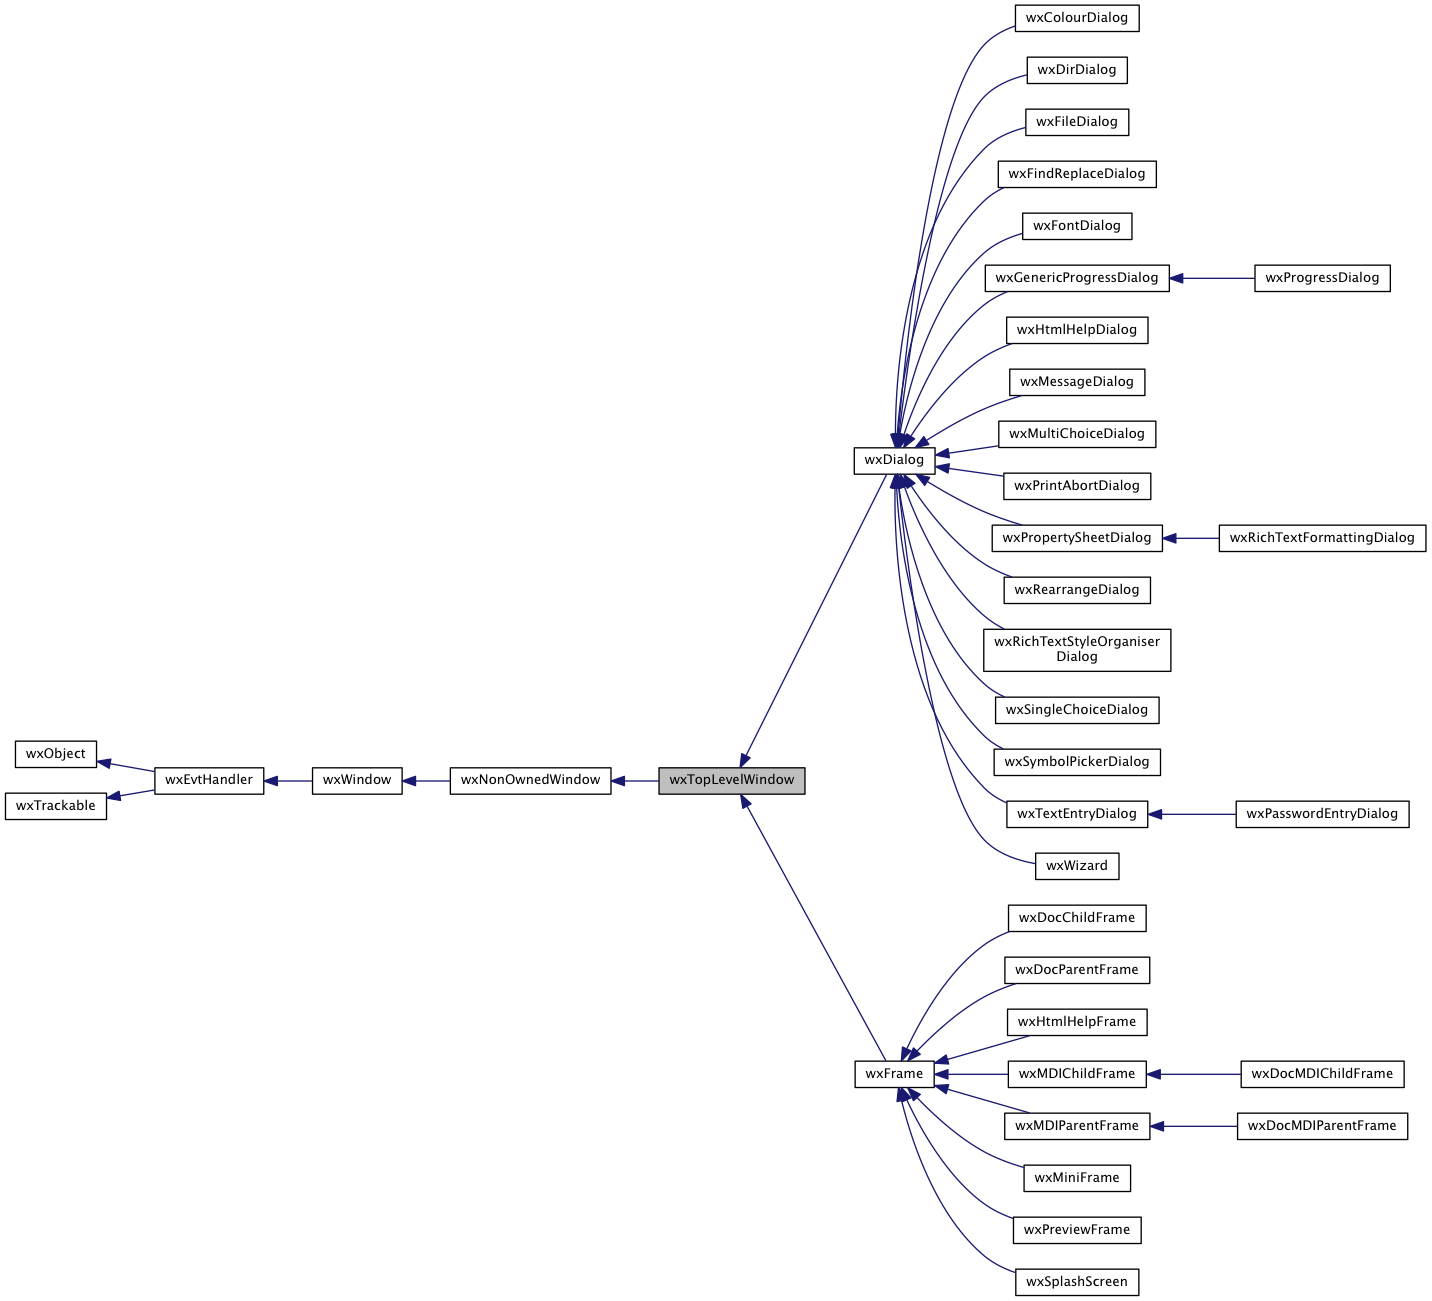 wxColourDialog
wxDirDialog
wxFileDialog
wxFindReplaceDialog
wxFontDialog
wxGenericProgressDialog
wxProgressDialog
wxHtmlHelpDialog
wxMessageDialog
wxMultiChoiceDialog
wxDialog
wxPrintAbortDialog
wxPropertySheetDialog
wxRichTextFormattingDialog
wxRearrangeDialog
wxRichTextStyleOrganiser
Dialog
wxSingleChoiceDialog
wxObject
wxSymbolPickerDialog
wxEvtHandler
wxWindow
wxNonOwnedWindow
wxTopLevelWindow
wxTrackable
wxTextEntryDialog
wxPasswordEntryDialog
wxWizard
wxDocChildFrame
wxDocParentFrame
wxHtmlHelpFrame
wxFrame
wxMDIChildFrame
wxDocMDIChildFrame
wxMDIParentFrame
wxDocMDIParentFrame
wxMiniFrame
wxPreviewFrame
wxSplashScreen